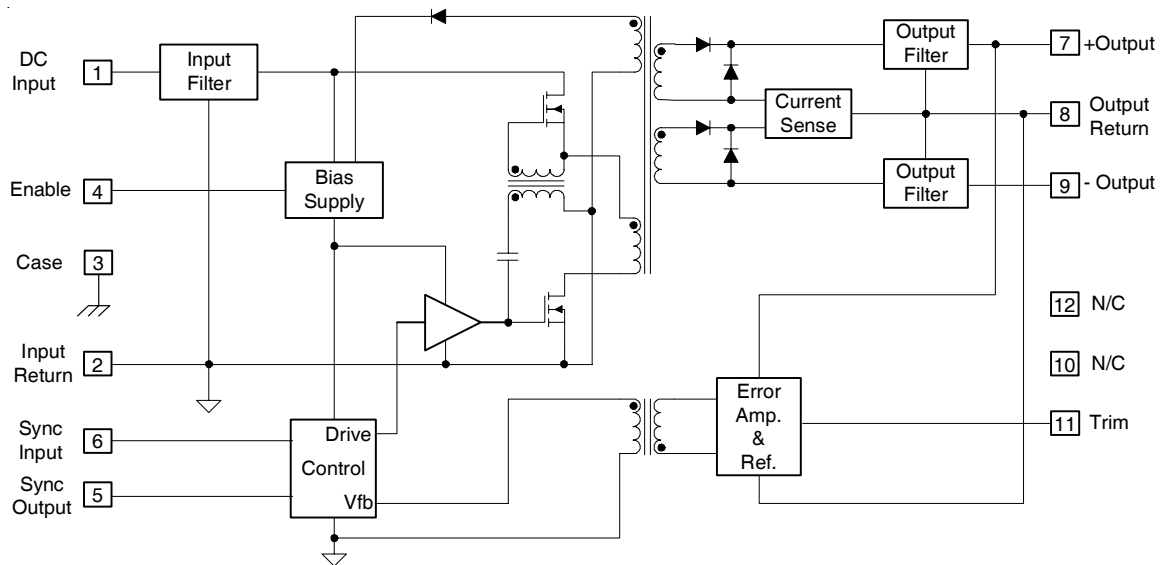 DC
Input
1
Input
Filter
Output
Filter
7
+Output
Current
Sense
8
Output
Return
Enable
4
Bias
Supply
Output
Filter
9
- Output
Case
3
12
N/C
Input
Return
2
10
N/C
Error
Amp.
&
Ref.
11
Trim
Sync
Input
6
Drive
Control
Vfb
Sync
Output
5